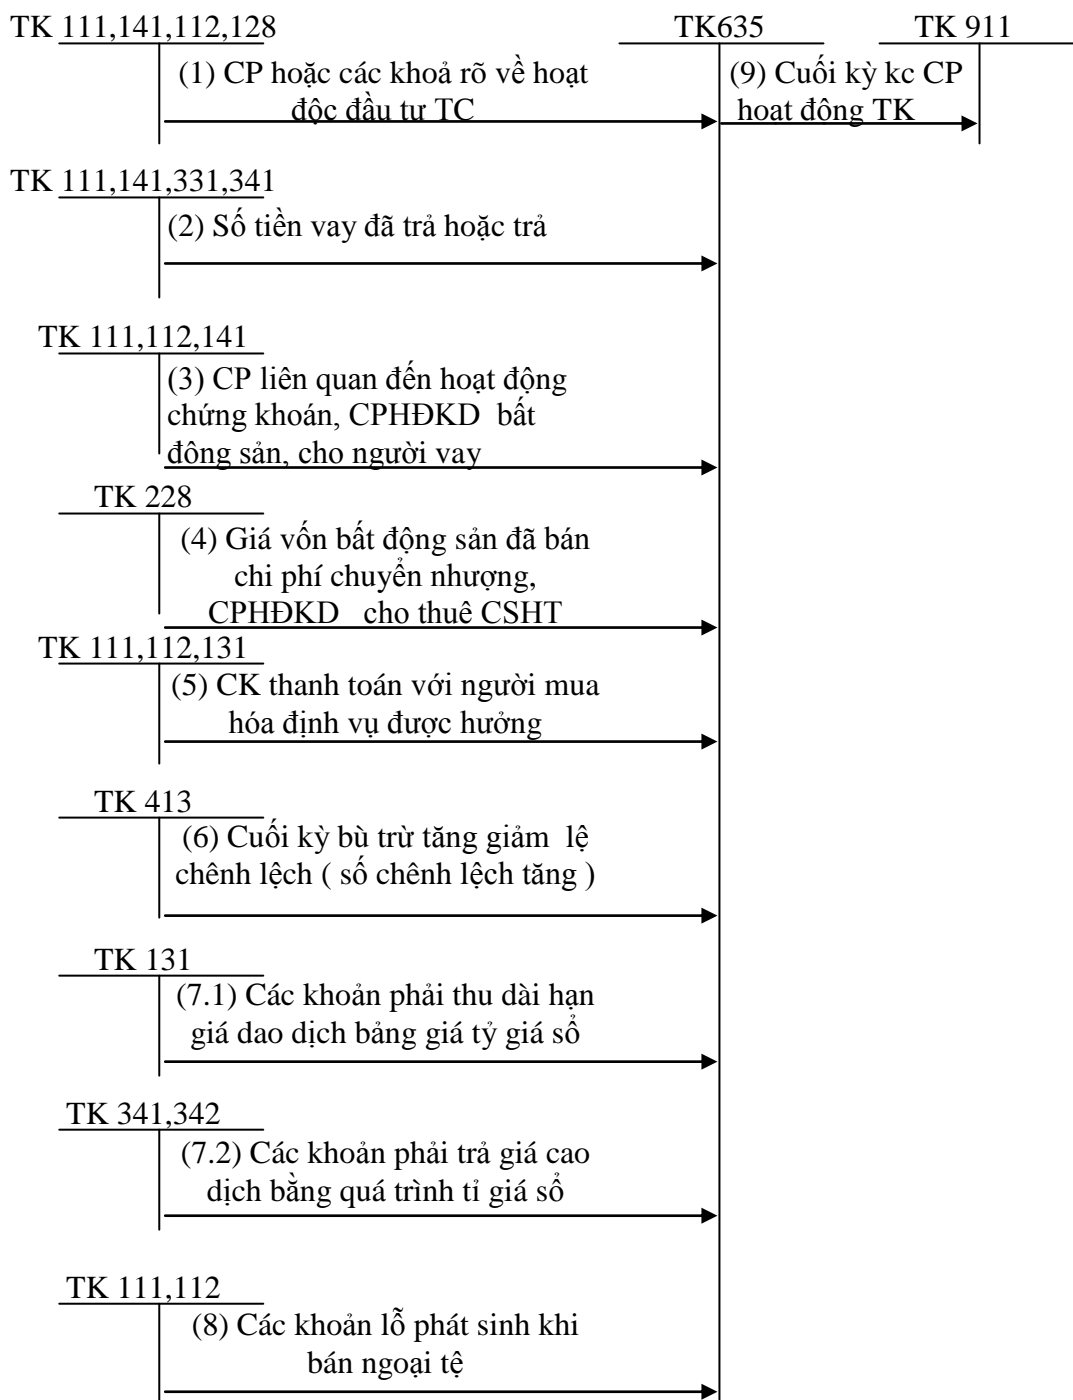 TK 111,141,112,128
TK635
TK 911
(1) CP hoặc các khoả rõ về hoạt
độc đầu tư TC
(9) Cuối kỳ kc CP
hoạt đông TK
TK 111,141,331,341
(2) Số tiền vay đã trả hoặc trả
TK 111,112,141
(3) CP liên quan đến hoạt động
chứng khoán, CPHĐKD bất
đông sản, cho người vay
TK 228
(4) Giá vốn bất động sản đã bán
chi phí chuyển nhượng,
CPHĐKD cho thuê CSHT
TK 111,112,131
(5) CK thanh toán với người mua
hóa định vụ được hưởng
TK 413
(6) Cuối kỳ bù trừ tăng giảm lệ
chênh lệch ( số chênh lệch tăng )
TK 131
(7.1) Các khoản phải thu dài hạn
giá dao dịch bảng giá tỷ giá sổ
TK 341,342
(7.2) Các khoản phải trả giá cao
dịch bằng quá trình tỉ giá sổ
TK 111,112
(8) Các khoản lỗ phát sinh khi
bán ngoại tệ